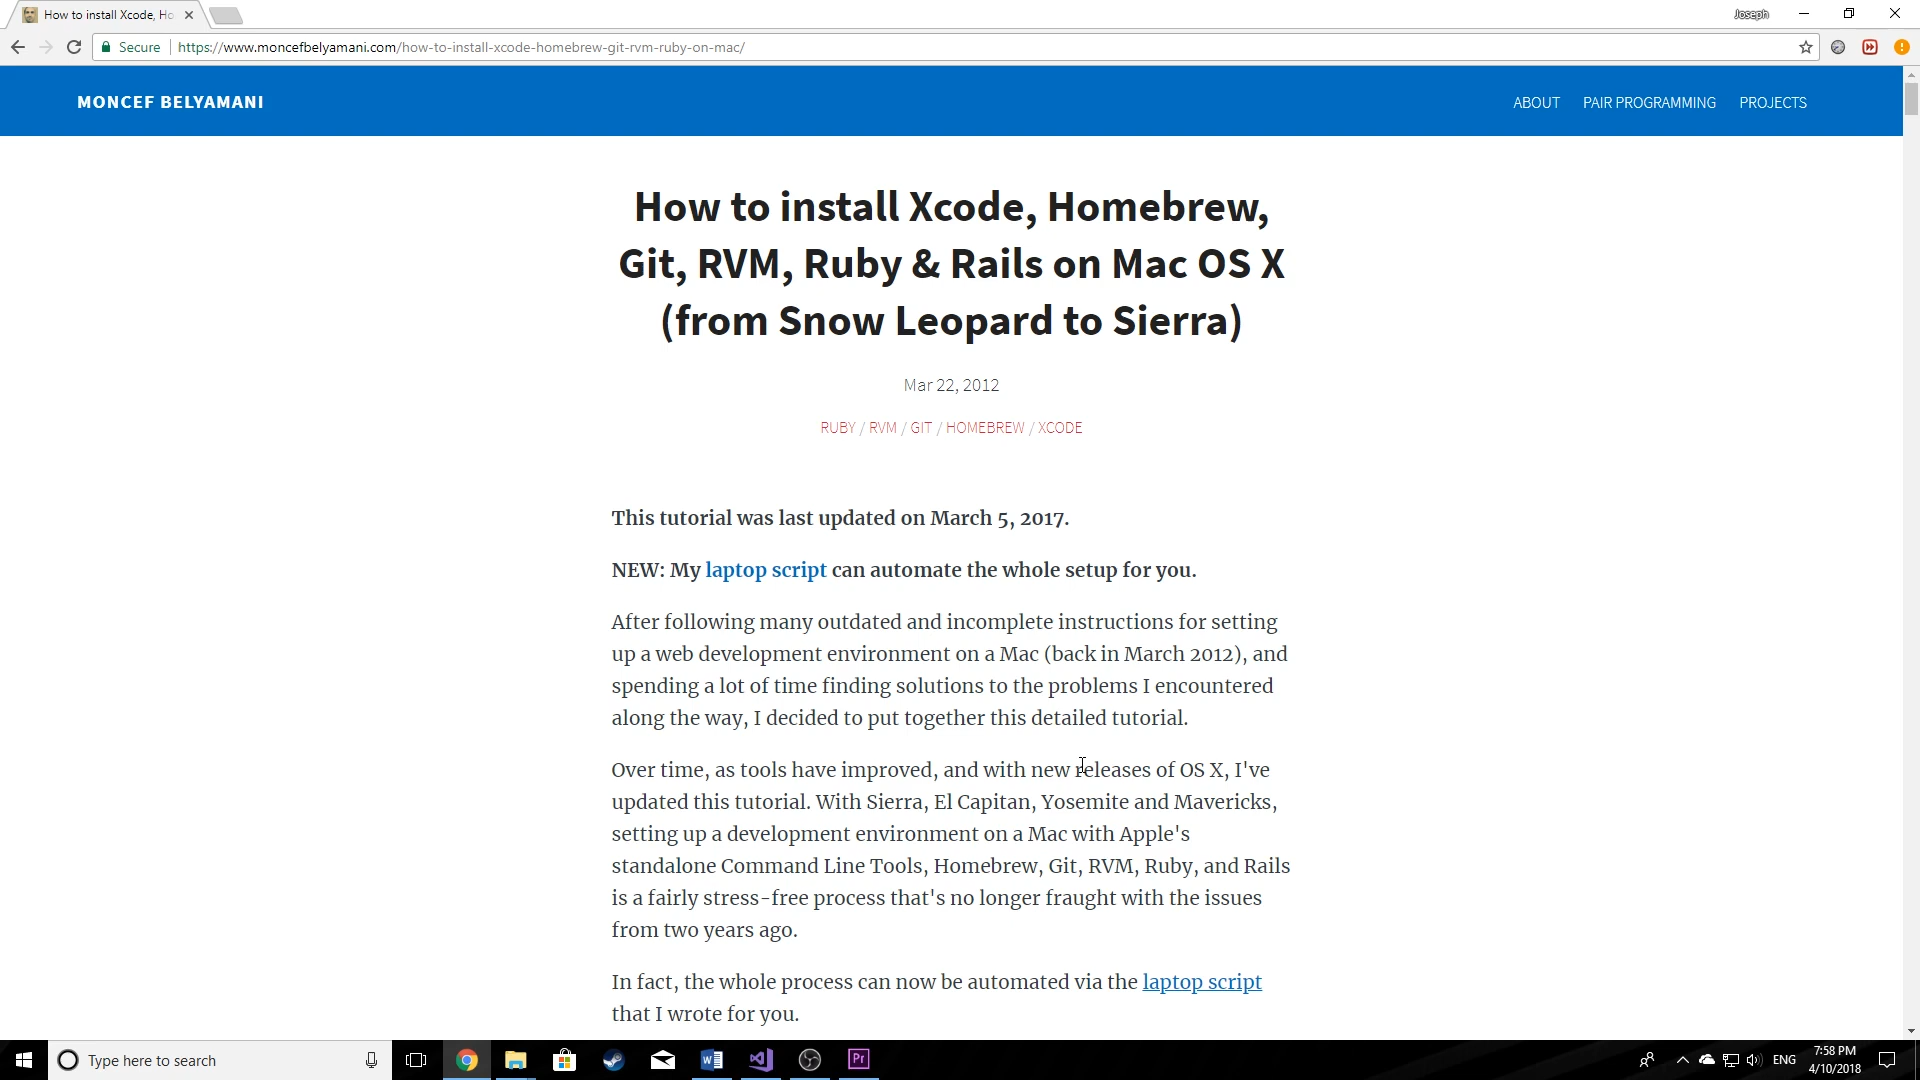 How to install Xcode, Ho
Joseph
Secure
https://www.moncefbelyamani.com/how-to-install-xcode-homebrew-git-rvm-ruby-on-mac/
MONCEF BELYAMANI
ABOUT PAIR PROGRAMMING PROJECTS
How to install Xcode, Homebrew,
Git, RVM, Ruby & Rails on Mac OS X
(from Snow Leopard to Sierra)
Mar 22, 2012
RUBY / RVM / GIT / HOMEBREW / XCODE
This tutorial was last updated on March 5, 2017.
NEW: My laptop script can automate the whole setup for you.
After following many outdated and incomplete instructions for setting
up a web development environment on a Mac (back in March 2012), and
spending a lot of time finding solutions to the problems I encountered
along the way, I decided to put together this detailed tutorial.
Over time, as tools have improved, and with new releases of OS X, I've
updated this tutorial. With Sierra, El Capitan, Yosemite and Mavericks,
setting up a development environment on a Mac with Apple's
standalone Command Line Tools, Homebrew, Git, RVM, Ruby, and Rails
is a fairly stress-free process that's no longer fraught with the issues
from two years ago.
In fact, the whole process can now be automated via the laptop script
that I wrote for you.
Type here to search
Pr
ENG
7:58 PM
4/10/2018